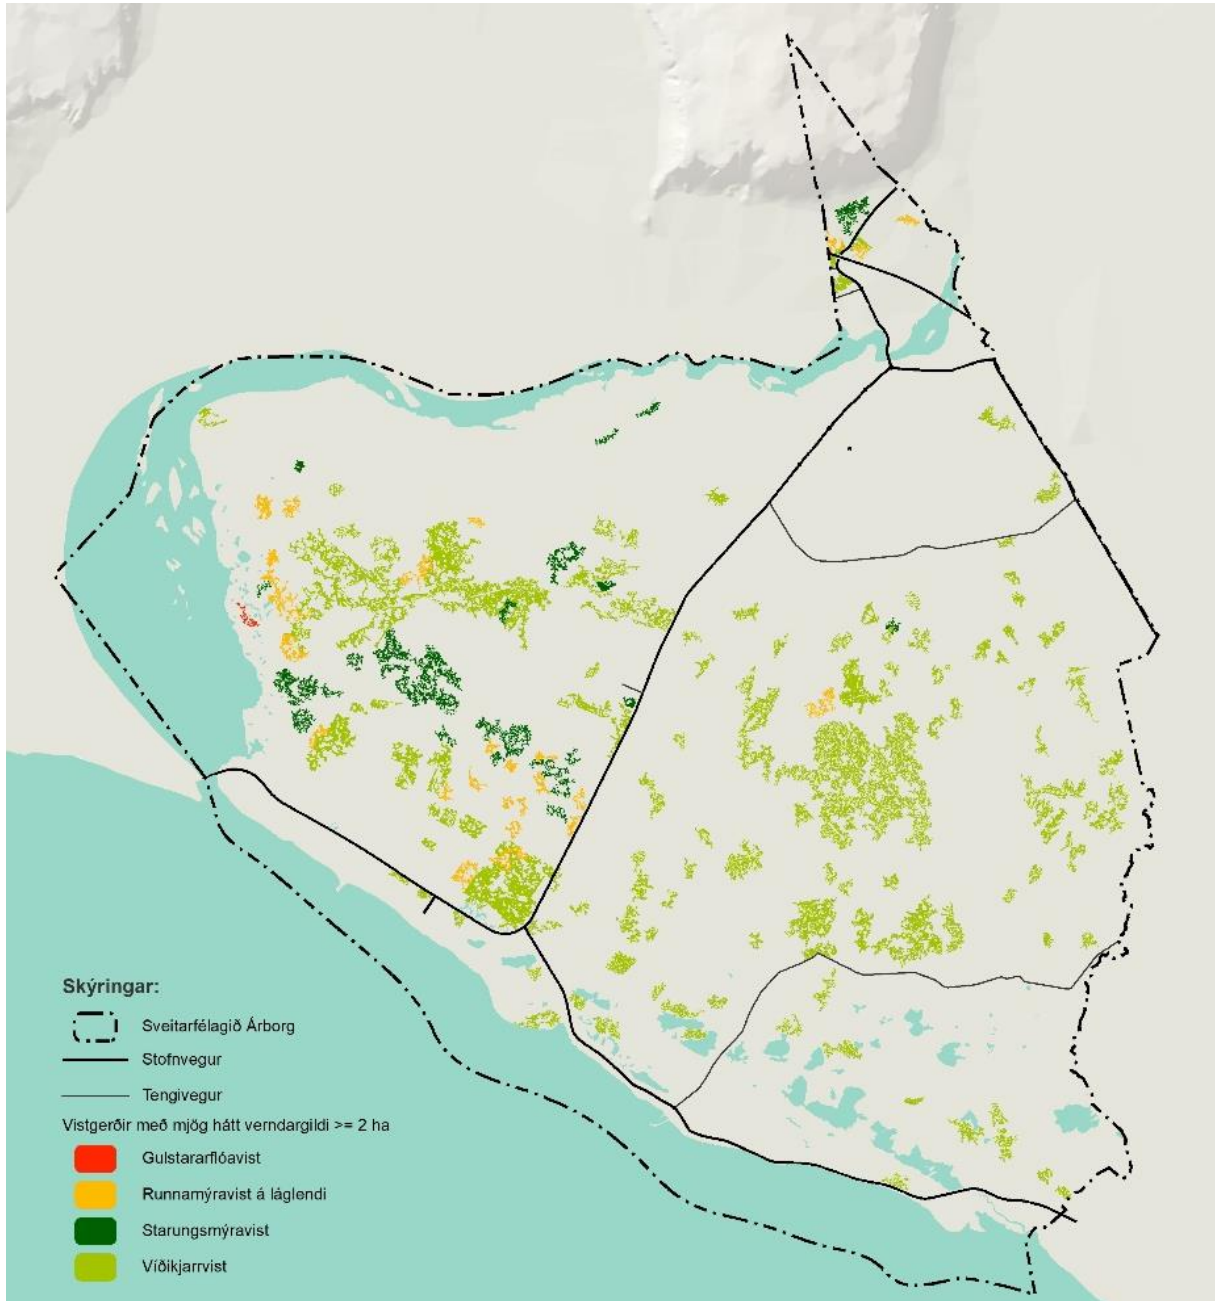 Skýringar:
Sveitarfélagið Árborg
Stofnvegur
Tengivegur
Vistgerðir með mjög hátt verndargildi >= 2 ha
Gulstararflóavist
Runnamýravist á láglendi
Starungsmýravist
Víðikjarrvist